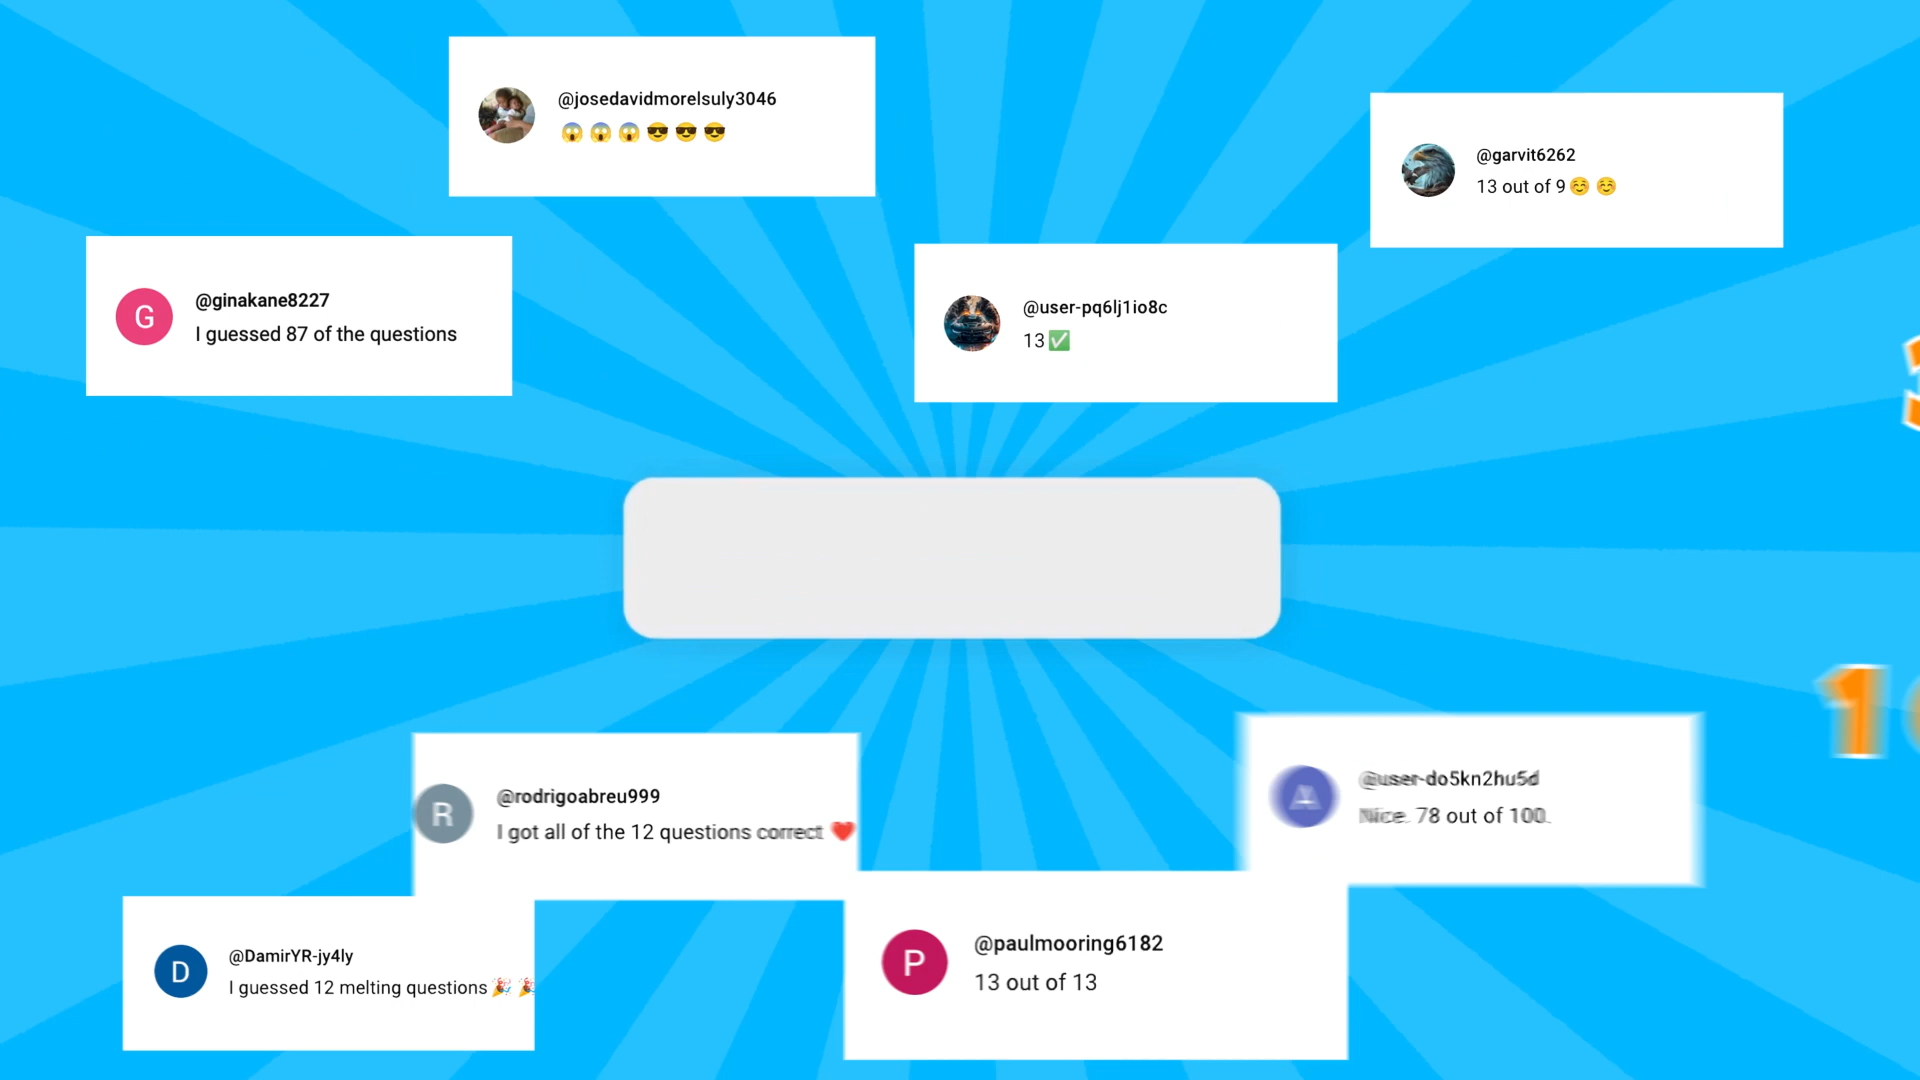 @josedavidmorelsuly3046
😱😱😱😎😎😎
@garvit6262
13 out of 9☺️☺️
G
@ginakane8227
I guessed 87 of the questions
@user-pq6lj1io8c
13✅
R
@rodrigoabreu999
I got all of the 12 questions correct ❤️
A
@user-do5kn2hu5d
Nice. 78 out of 100.
D
@DamirYR-jy4ly
I guessed 12 melting questions🎉🎉
P
@paulmooring6182
13 out of 13